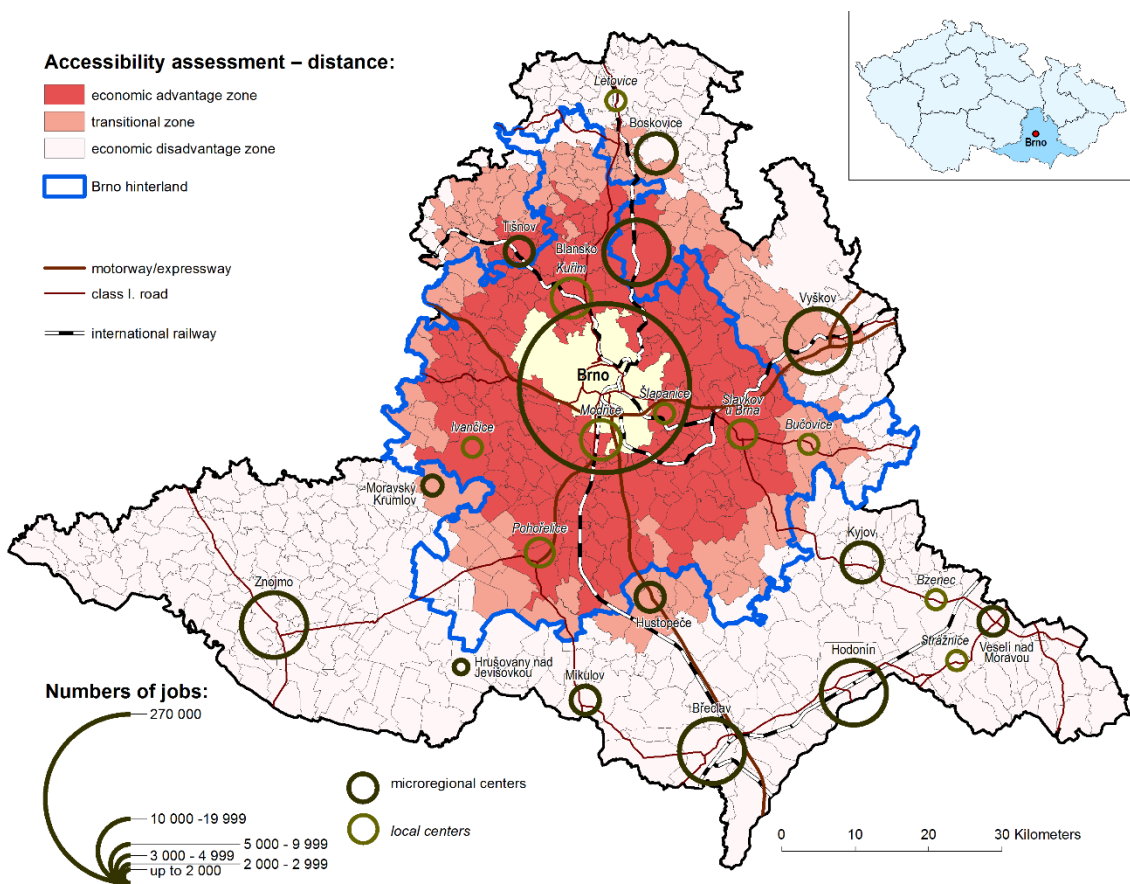 Accessibility assessment – distance:
economic advantage zone
transitional zone
economic disadvantage zone
Brno hinterland
motorway/expressway
class I. road
international railway
Brno
Letovice
Boskovice
Tišnov
Blansko
Kuřim
Vyškov
Brno
Šlapanice
Slavkov
u Brna
Modřice
Bučovice
Ivančice
Moravský
Krumlov
Pohořelice
Kyjov
Znojmo
Bzenec
Hustopeče
Strážnice
Veselí nad
Moravou
Hodonín
Hrušovany nad
Jevišovkou
Mikulov
Břeclav
Numbers of jobs:
270 000
10 000 -19 999
5 000 - 9 999
3 000 - 4 999
2 000 - 2 999
up to 2 000
microregional centers
local centers
0 10 20 30 Kilometers